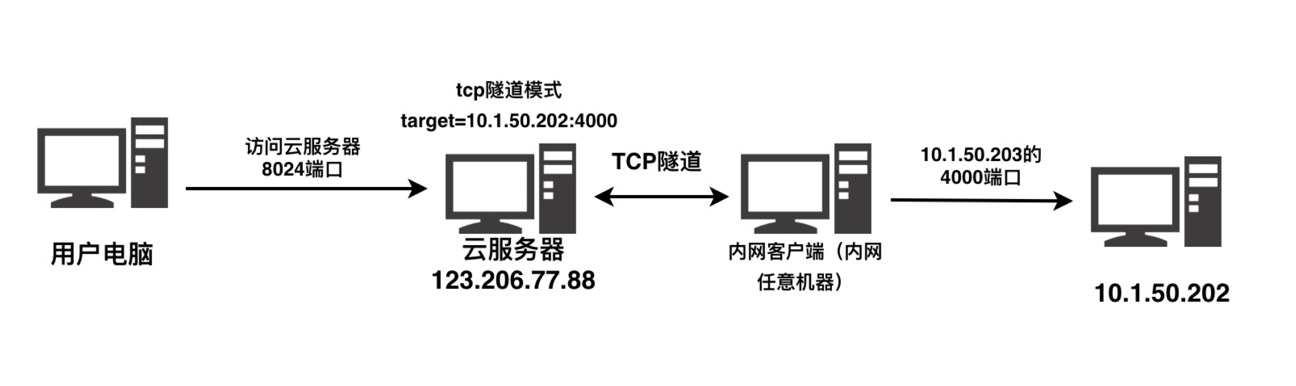 tcp隧道模式
target=10.1.50.202:4000
访问云服务器
8024端口
TCP隧道
10.1.50.203的
4000端口
用户电脑
云服务器
123.206.77.88
内网客户端（内网
任意机器）
10.1.50.202